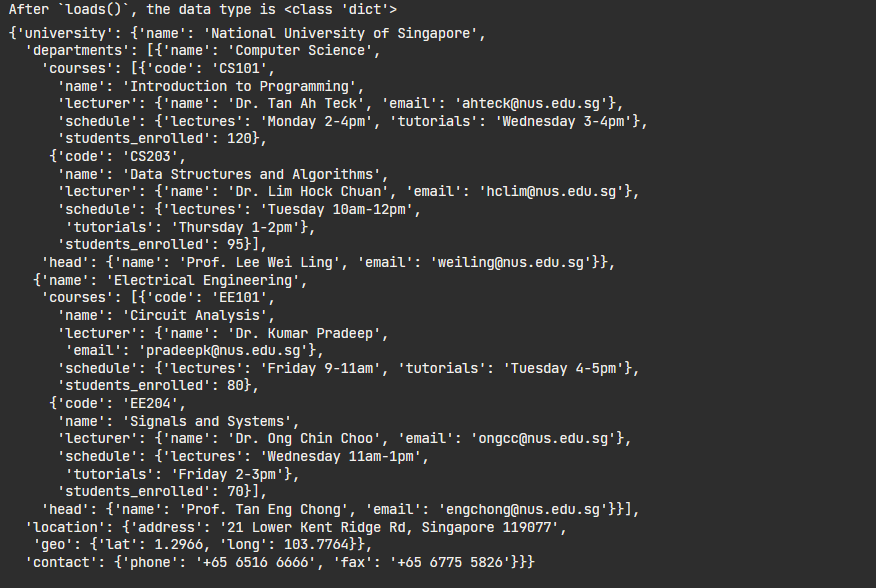 After `loads()`, the data type is <class 'dict'>
{'university': {'name': 'National University of Singapore',
  'departments': [{'name': 'Computer Science',
    'courses': [{'code': 'CS101',
      'name': 'Introduction to Programming',
      'lecturer': {'name': 'Dr. Tan Ah Teck', 'email': 'ahteck@nus.edu.sg'},
      'schedule': {'lectures': 'Monday 2-4pm', 'tutorials': 'Wednesday 3-4pm'},
      'students_enrolled': 120},
     {'code': 'CS203',
      'name': 'Data Structures and Algorithms',
      'lecturer': {'name': 'Dr. Lim Hock Chuan', 'email': 'hclim@nus.edu.sg'},
      'schedule': {'lectures': 'Tuesday 10am-12pm',
       'tutorials': 'Thursday 1-2pm'},
      'students_enrolled': 95}],
    'head': {'name': 'Prof. Lee Wei Ling', 'email': 'weiling@nus.edu.sg'}},
   {'name': 'Electrical Engineering',
    'courses': [{'code': 'EE101',
      'name': 'Circuit Analysis',
      'lecturer': {'name': 'Dr. Kumar Pradeep',
       'email': 'pradeepk@nus.edu.sg'},
      'schedule': {'lectures': 'Friday 9-11am', 'tutorials': 'Tuesday 4-5pm'},
      'students_enrolled': 80},
     {'code': 'EE204',
      'name': 'Signals and Systems',
      'lecturer': {'name': 'Dr. Ong Chin Choo', 'email': 'ongcc@nus.edu.sg'},
      'schedule': {'lectures': 'Wednesday 11am-1pm',
       'tutorials': 'Friday 2-3pm'},
      'students_enrolled': 70}],
    'head': {'name': 'Prof. Tan Eng Chong', 'email': 'engchong@nus.edu.sg'}}],
  'location': {'address': '21 Lower Kent Ridge Rd, Singapore 119077',
   'geo': {'lat': 1.2966, 'long': 103.7764}},
  'contact': {'phone': '+65 6516 6666', 'fax': '+65 6775 5826'}}}